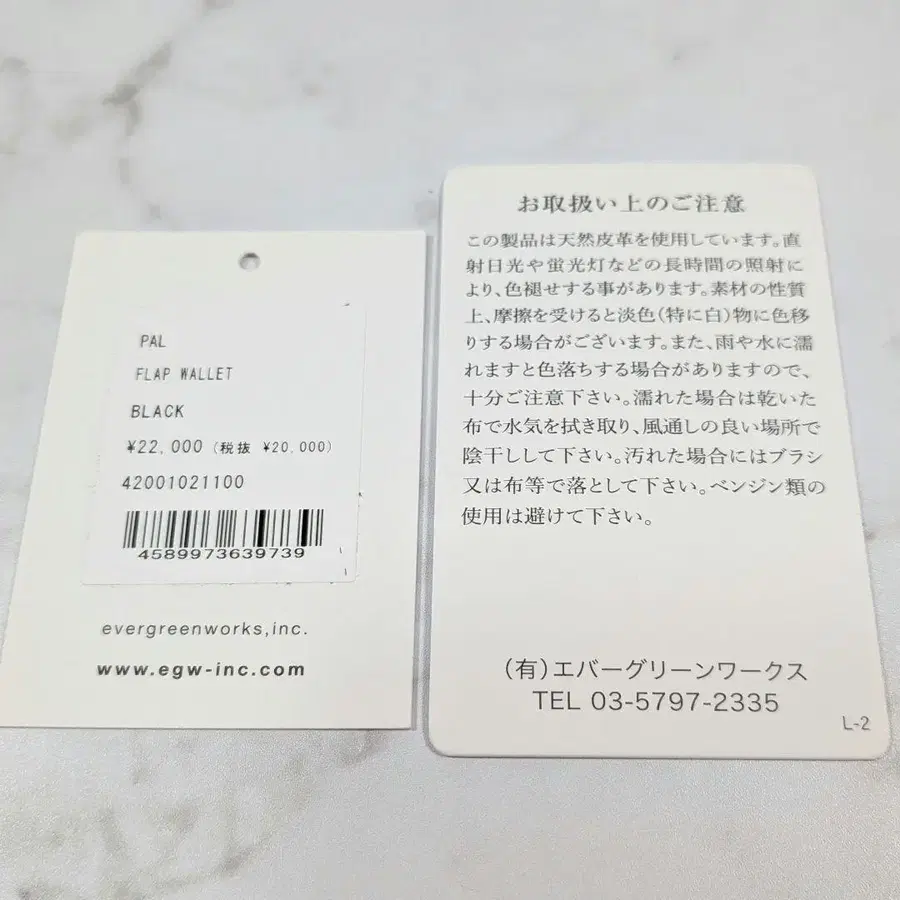 PAL
FLAP WALLET
BLACK
¥22,000 (税抜 ¥20,000)
42001021100
4589973639739
evergreenworks,inc.
www.egw-inc.com
お取扱い上のご注意
この製品は天然皮革を使用しています。直
射日光や蛍光灯などの長時間の照射に
より、色褪せする事があります。素材の性質
上、摩擦を受けると淡色(特に白)物に色移
りする場合がございます。また、雨や水に濡
れますと色落ちする場合がありますので、
十分ご注意下さい。濡れた場合は乾いた
布で水気を拭き取り、風通しの良い場所で
陰干しして下さい。汚れた場合にはブラシ
又は布等で落として下さい。ベンジン類の
使用は避けて下さい。
(有)エバーグリーンワークス
TEL 03-5797-2335
L-2